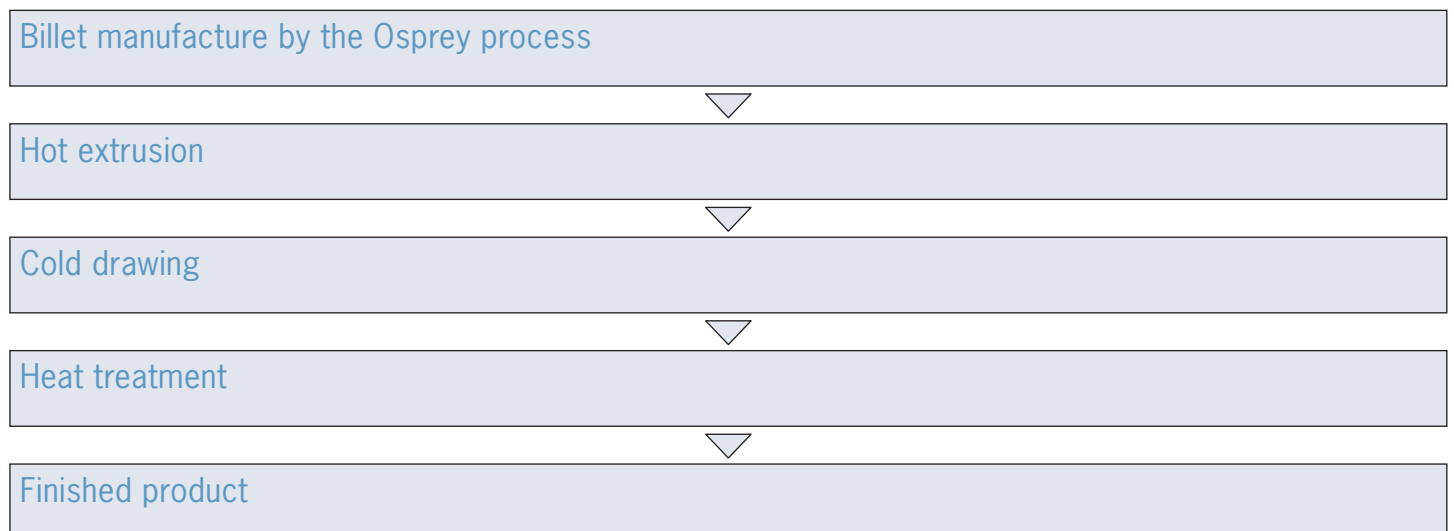 Billet manufacture by the Osprey process
Hot extrusion
Cold drawing
Heat treatment
Finished product